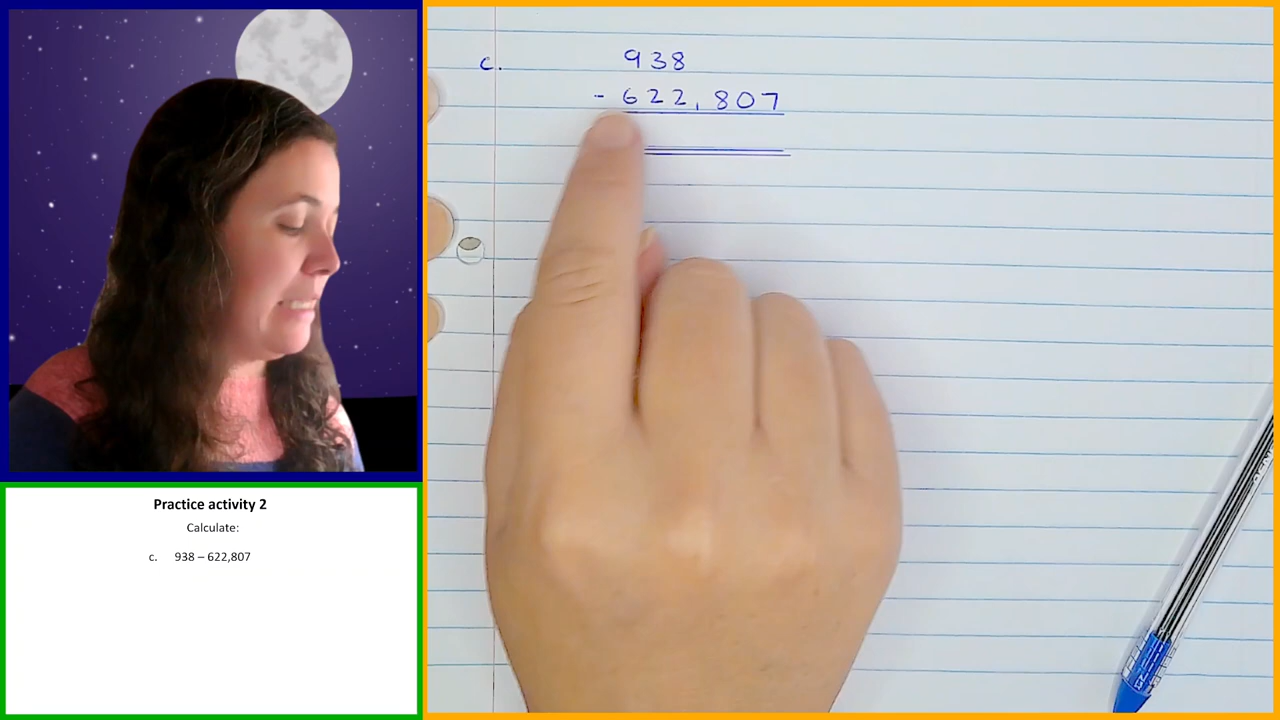 c. 938
- 622,807
Practice activity 2
Calculate:
c. 938 – 622,807